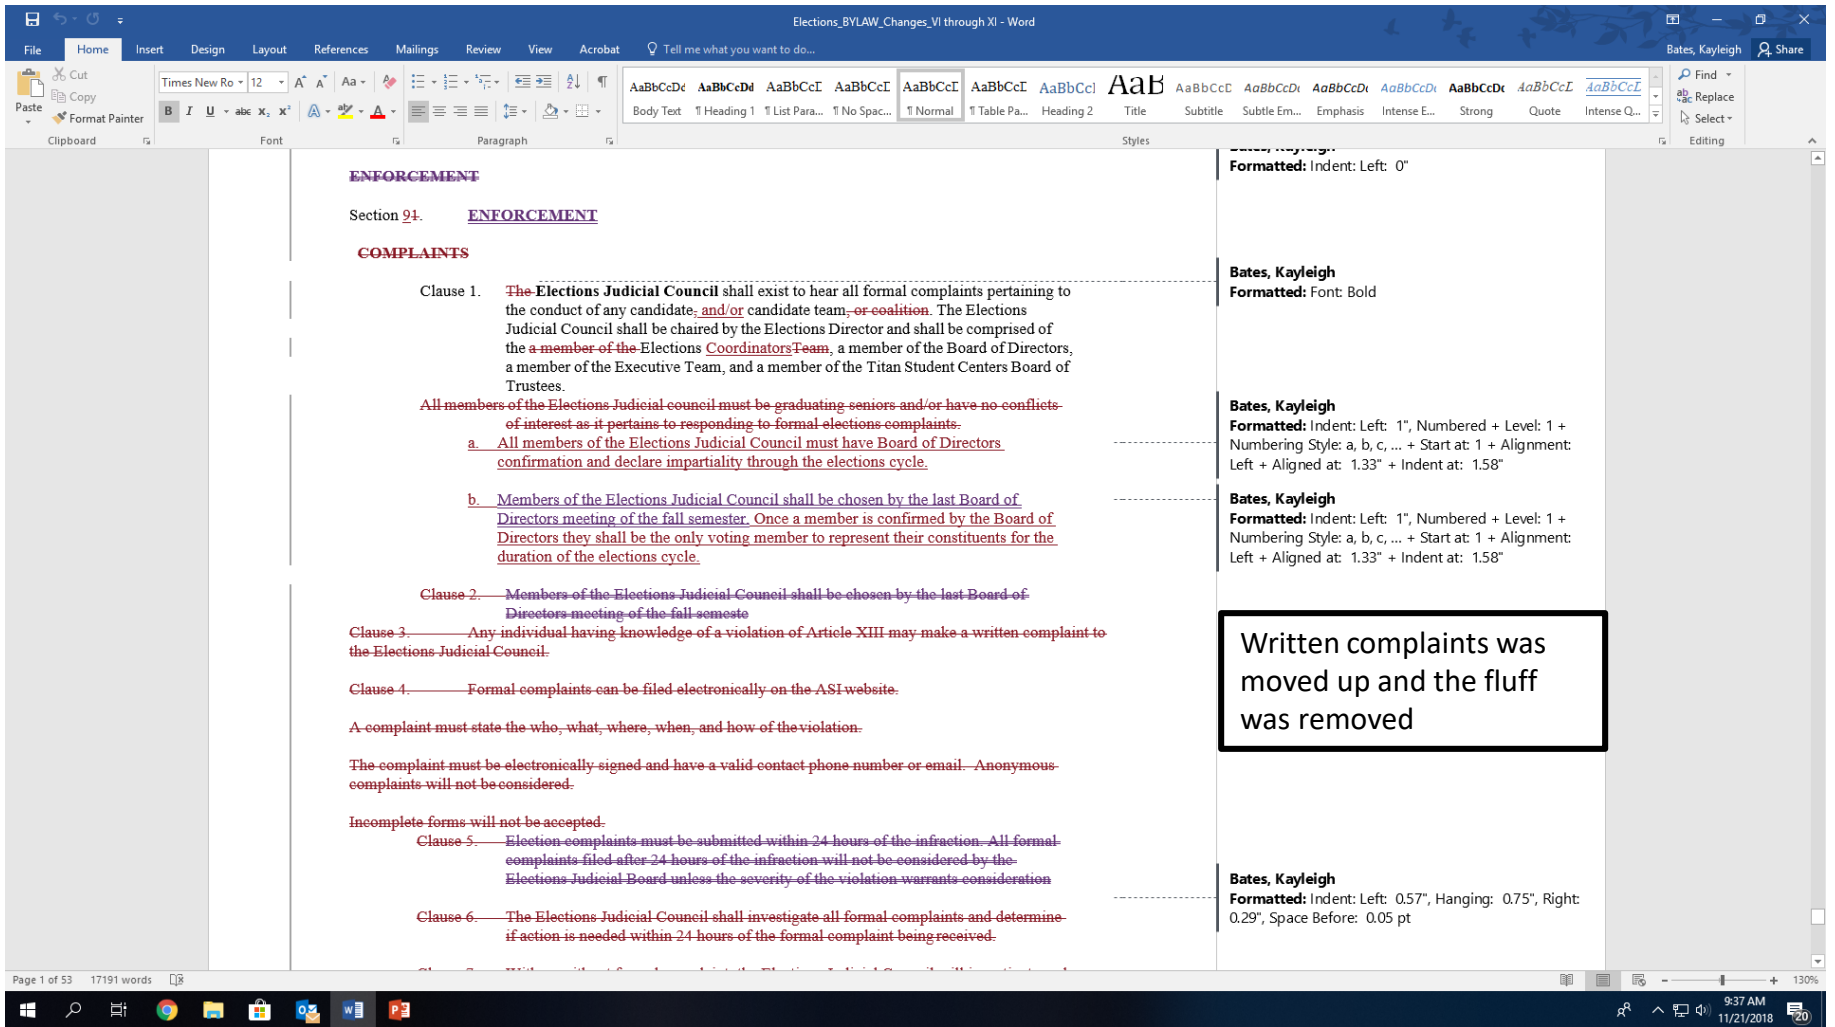 Elections_BYLAW_Changes_VI through XI - Word
File Home Insert Design Layout References Mailings Review View Acrobat Tell me what you want to do... Bates, Kayleigh Share
Cut
Copy
Paste
Format Painter
Clipboard
Times New Ro 12
Font
Paragraph
AaBbCcDd AaBbCcDd AaBbCcD AaBbCcD AaBbCcD AaBbCcD AaBbCcD AaB AaBbCcD AaBbCcDd AaBbCcDd AaBbCcDd AaBbCcDc AaBbCcD AaBbCcD
Body Text ¶ Heading 1 ¶ List Para... ¶ No Spac... ¶ Normal ¶ Table Pa... Heading 2 Title Subtitle Subtle Em... Emphasis Intense E... Strong Quote Intense Q...
Styles
Find
Replace
Select
Editing
ENFORCEMENT
Section 91. ENFORCEMENT
COMPLAINTS
Clause 1. The Elections Judicial Council shall exist to hear all formal complaints pertaining to
the conduct of any candidate, and/or candidate team, or coalition. The Elections
Judicial Council shall be chaired by the Elections Director and shall be comprised of
the a member of the Elections CoordinatorsTeam, a member of the Board of Directors,
a member of the Executive Team, and a member of the Titan Student Centers Board of
Trustees.
All members of the Elections Judicial council must be graduating seniors and/or have no conflicts
of interest as it pertains to responding to formal elections complaints.
a. All members of the Elections Judicial Council must have Board of Directors
confirmation and declare impartiality through the elections cycle.
b. Members of the Elections Judicial Council shall be chosen by the last Board of
Directors meeting of the fall semester. Once a member is confirmed by the Board of
Directors they shall be the only voting member to represent their constituents for the
duration of the elections cycle.
Clause 2. Members of the Elections Judicial Council shall be chosen by the last Board of
Directors meeting of the fall semeste
Clause 3. Any individual having knowledge of a violation of Article XIII may make a written complaint to
the Elections Judicial Council.
Clause 4. Formal complaints can be filed electronically on the ASI website.
A complaint must state the who, what, where, when, and how of the violation.
The complaint must be electronically signed and have a valid contact phone number or email. Anonymous
complaints will not be considered.
Incomplete forms will not be accepted.
Clause 5. Election complaints must be submitted within 24 hours of the infraction. All formal
complaints filed after 24 hours of the infraction will not be considered by the
Elections Judicial Board unless the severity of the violation warrants consideration
Clause 6. The Elections Judicial Council shall investigate all formal complaints and determine
if action is needed within 24 hours of the formal complaint being received.
Bates, Kayleigh
Formatted: Indent: Left: 0"
Bates, Kayleigh
Formatted: Font: Bold
Bates, Kayleigh
Formatted: Indent: Left: 1", Numbered + Level: 1 +
Numbering Style: a, b, c, ... + Start at: 1 + Alignment:
Left + Aligned at: 1.33" + Indent at: 1.58"
Bates, Kayleigh
Formatted: Indent: Left: 1", Numbered + Level: 1 +
Numbering Style: a, b, c, ... + Start at: 1 + Alignment:
Left + Aligned at: 1.33" + Indent at: 1.58"
Written complaints was
moved up and the fluff
was removed
Bates, Kayleigh
Formatted: Indent: Left: 0.57", Hanging: 0.75", Right:
0.29", Space Before: 0.05 pt
Page 1 of 53 17191 words 130%
9:37 AM
11/21/2018
20